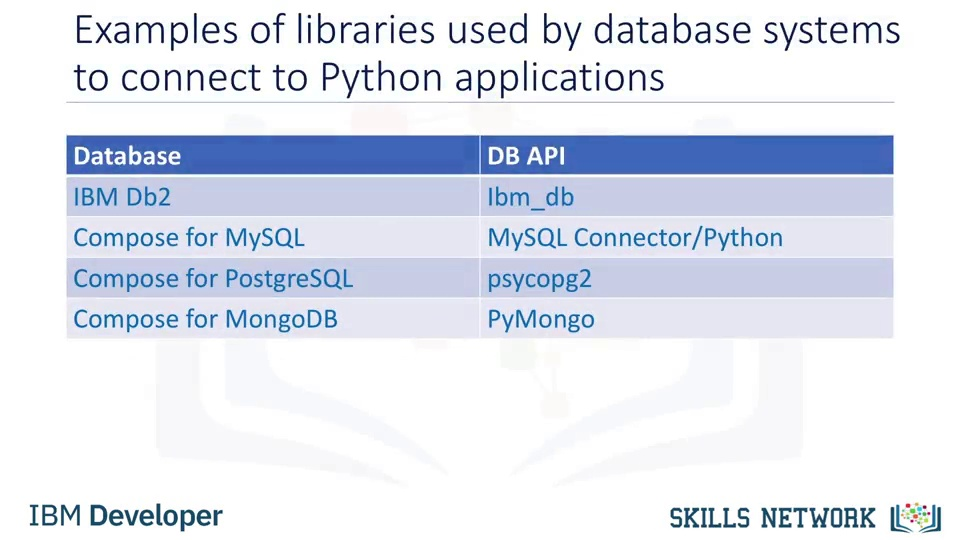 Examples of libraries used by database systems
to connect to Python applications
Database DB API
IBM Db2 Ibm_db
Compose for MySQL MySQL Connector/Python
Compose for PostgreSQL psycopg2
Compose for MongoDB PyMongo
IBM Developer SKILLS NETWORK